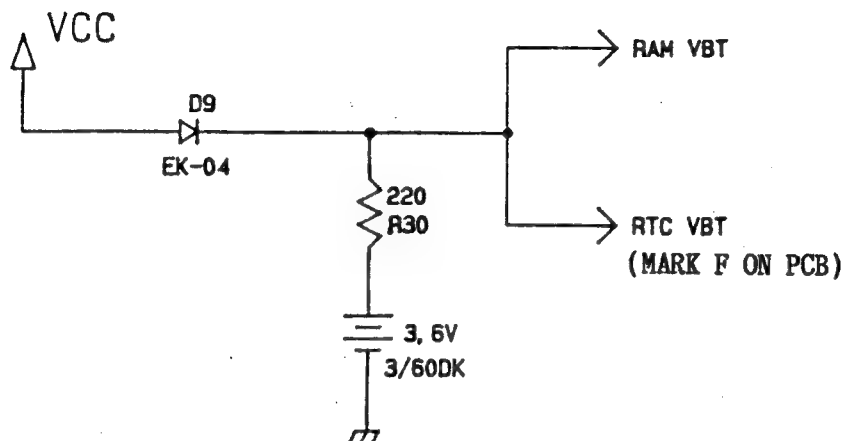 VCC
RAM VBT
D9
EK-04
220
R30
RTC VBT
(MARK F ON PCB)
3,6V
3/60DK